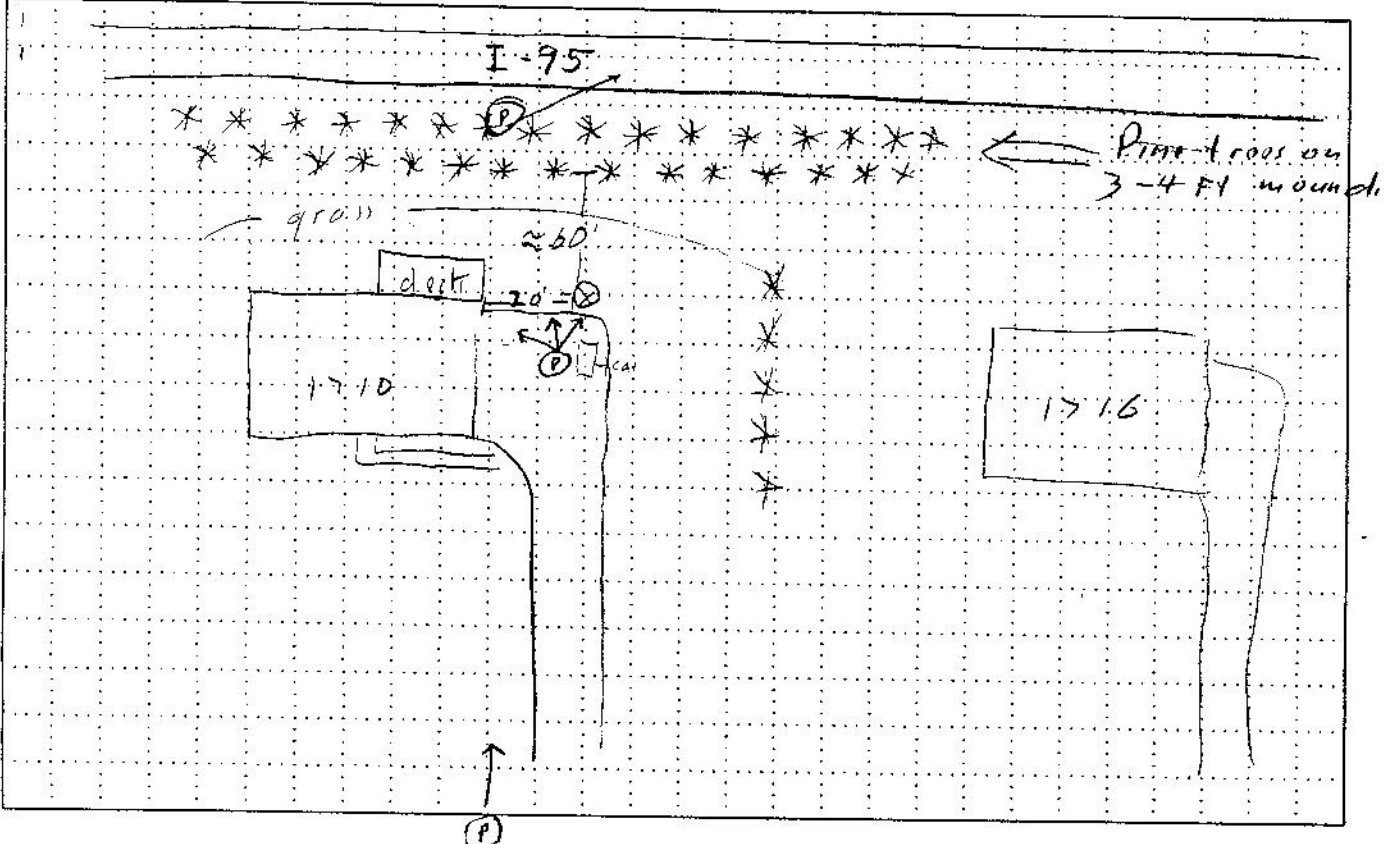 I-95
P
Pine trees on
3-4 FT mound
grass
≈60'
deck
20'
P
car
1710
1716
P